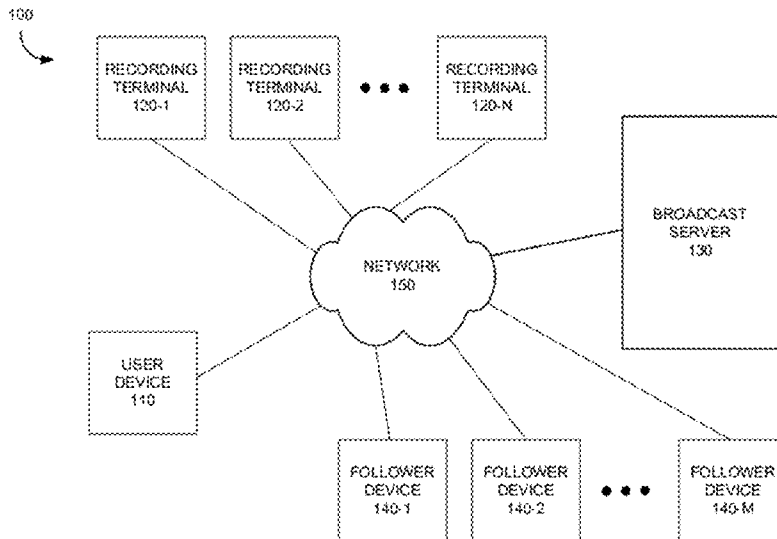 100
RECORDING
TERMINAL
120-1
RECORDING
TERMINAL
120-2
RECORDING
TERMINAL
120-N
BROADCAST
SERVER
130
NETWORK
150
USER
DEVICE
110
FOLLOWER
DEVICE
140-1
FOLLOWER
DEVICE
140-2
FOLLOWER
DEVICE
140-M